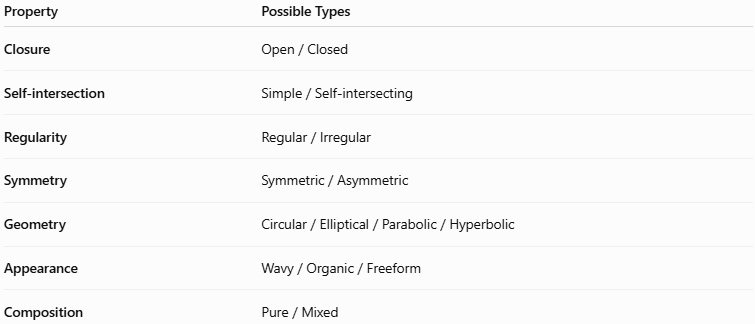 Property Possible Types
Closure Open / Closed
Self-intersection Simple / Self-intersecting
Regularity Regular / Irregular
Symmetry Symmetric / Asymmetric
Geometry Circular / Elliptical / Parabolic / Hyperbolic
Appearance Wavy / Organic / Freeform
Composition Pure / Mixed